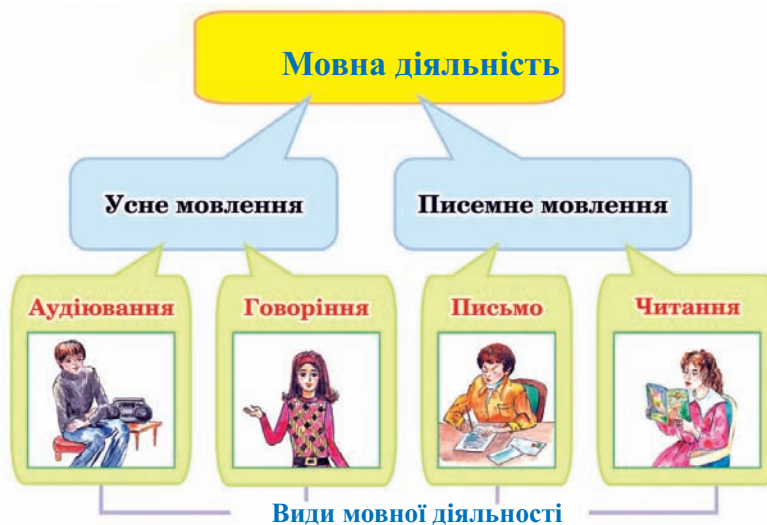 Мовна діяльність
Усне мовлення
Писемне мовлення
Аудіювання
Говоріння
Письмо
Читання
Види мовної діяльності